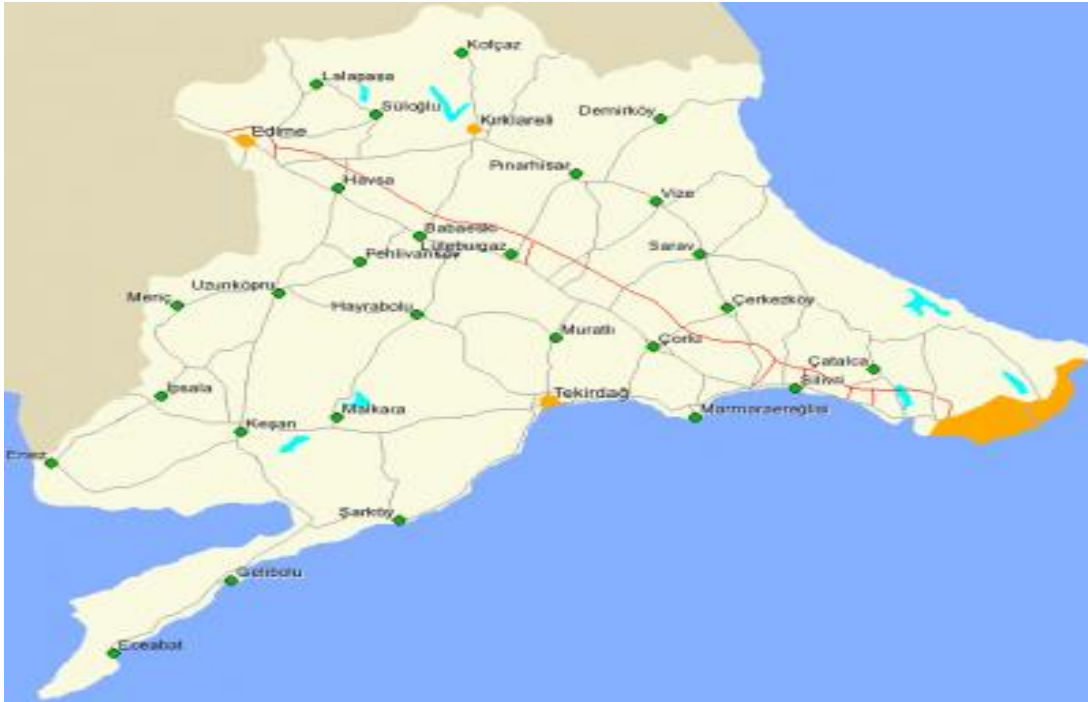 Kofçaz
Lalapaşa
Süloğlu
Demirköy
Kırklareli
Edirne
Pınarhisar
Havsa
Vize
Babaeski
Lüleburgaz
Saray
Pehlivanköy
Uzunköprü
Meriç
Hayrabolu
Çerkezköy
Muratlı
Çorlu
Çatalca
Silivri
İpsala
Tekirdağ
Malkara
Marmaraereğlisi
Keşan
Enez
Şarköy
Gelibolu
Eceabat